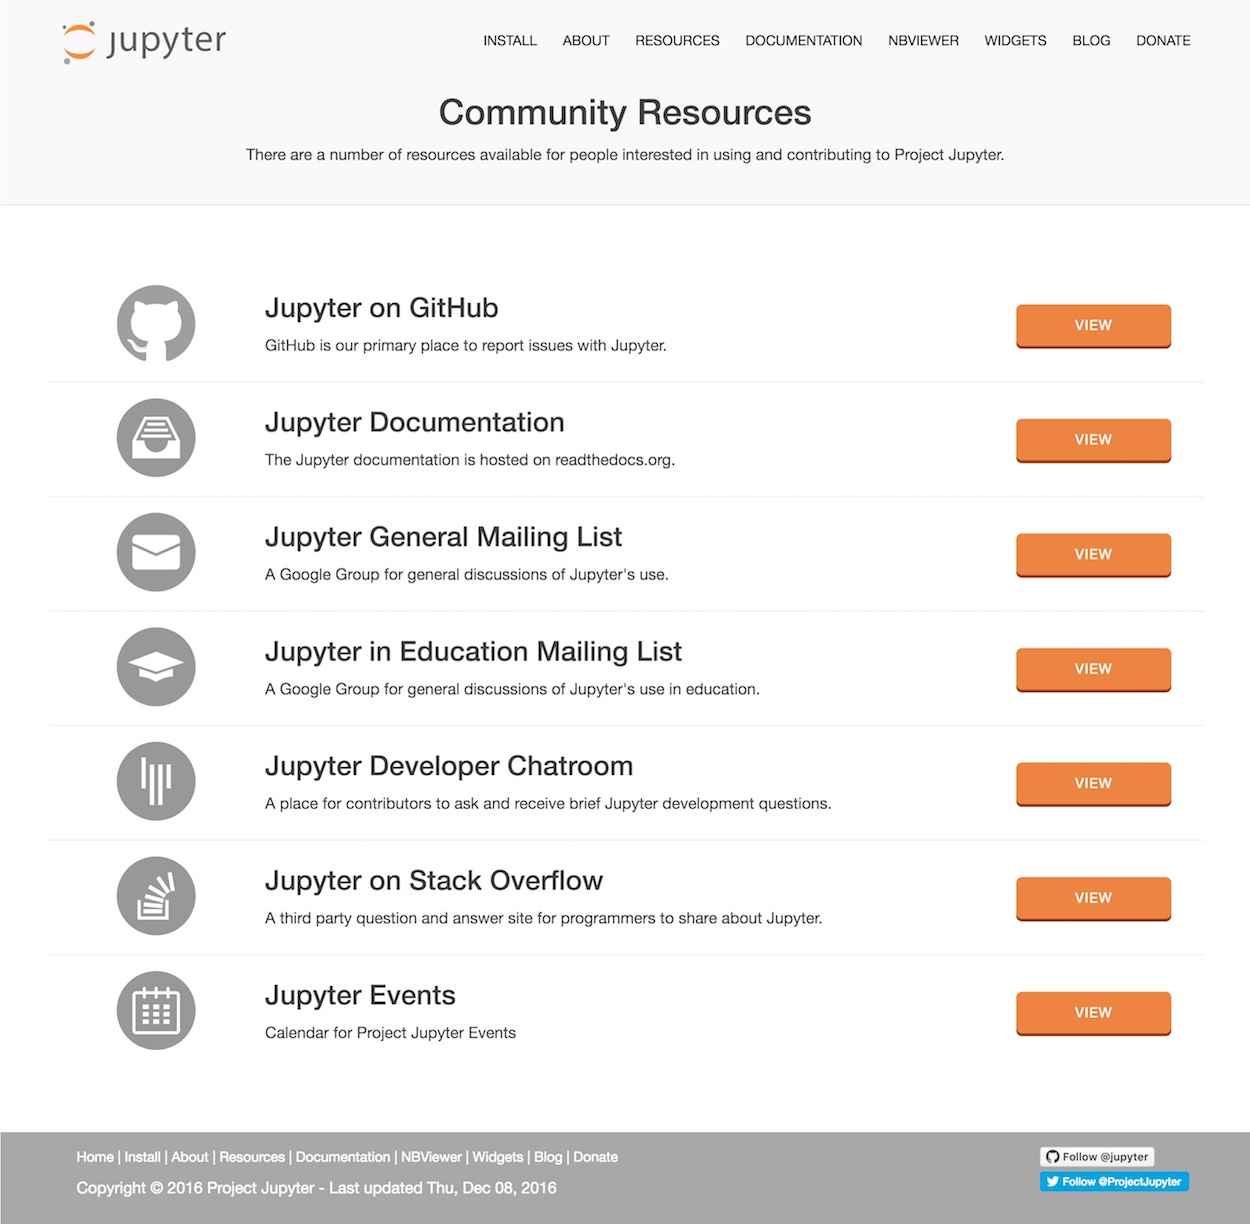 jupyter
INSTALL ABOUT RESOURCES DOCUMENTATION NBVIEWER WIDGETS BLOG DONATE
Community Resources
There are a number of resources available for people interested in using and contributing to Project Jupyter.
Jupyter on GitHub
GitHub is our primary place to report issues with Jupyter.
VIEW
Jupyter Documentation
The Jupyter documentation is hosted on readthedocs.org.
VIEW
Jupyter General Mailing List
A Google Group for general discussions of Jupyter's use.
VIEW
Jupyter in Education Mailing List
A Google Group for general discussions of Jupyter's use in education.
VIEW
Jupyter Developer Chatroom
A place for contributors to ask and receive brief Jupyter development questions.
VIEW
Jupyter on Stack Overflow
A third party question and answer site for programmers to share about Jupyter.
VIEW
Jupyter Events
Calendar for Project Jupyter Events
VIEW
Home | Install | About | Resources | Documentation | NBViewer | Widgets | Blog | Donate
Copyright © 2016 Project Jupyter - Last updated Thu, Dec 08, 2016
Follow @jupyter
Follow @ProjectJupyter